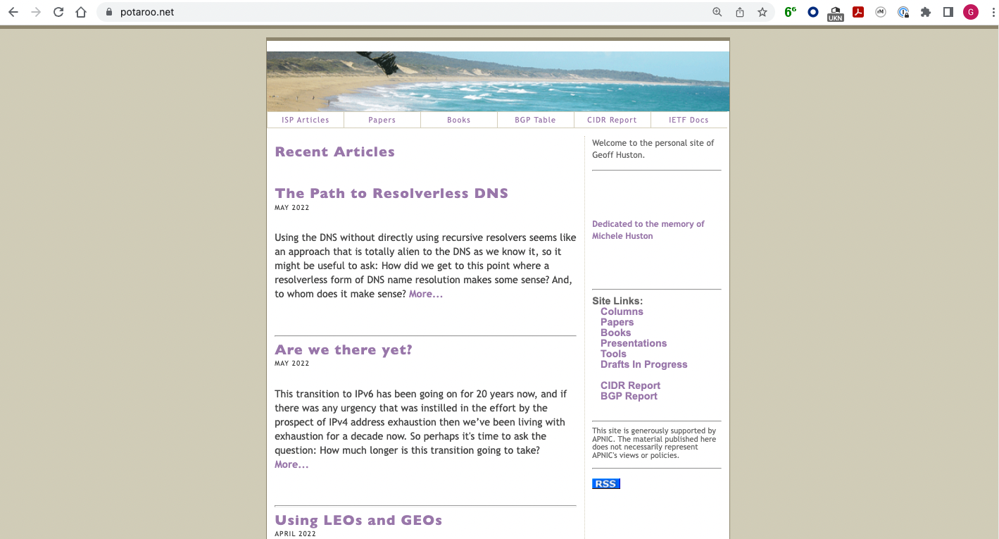 potaroo.net
6⁶
UKN
rM
G
ISP Articles
Papers
Books
BGP Table
CIDR Report
IETF Docs
Recent Articles
The Path to Resolverless DNS
MAY 2022
Using the DNS without directly using recursive resolvers seems like
an approach that is totally alien to the DNS as we know it, so it
might be useful to ask: How did we get to this point where a
resolverless form of DNS name resolution makes some sense? And,
to whom does it make sense? More...
Are we there yet?
MAY 2022
This transition to IPv6 has been going on for 20 years now, and if
there was any urgency that was instilled in the effort by the
prospect of IPv4 address exhaustion then we’ve been living with
exhaustion for a decade now. So perhaps it's time to ask the
question: How much longer is this transition going to take?
More...
Using LEOs and GEOs
APRIL 2022
Welcome to the personal site of
Geoff Huston.
Dedicated to the memory of
Michele Huston
Site Links:
Columns
Papers
Books
Presentations
Tools
Drafts In Progress
CIDR Report
BGP Report
This site is generously supported by
APNIC. The material published here
does not necessarily represent
APNIC's views or policies.
RSS